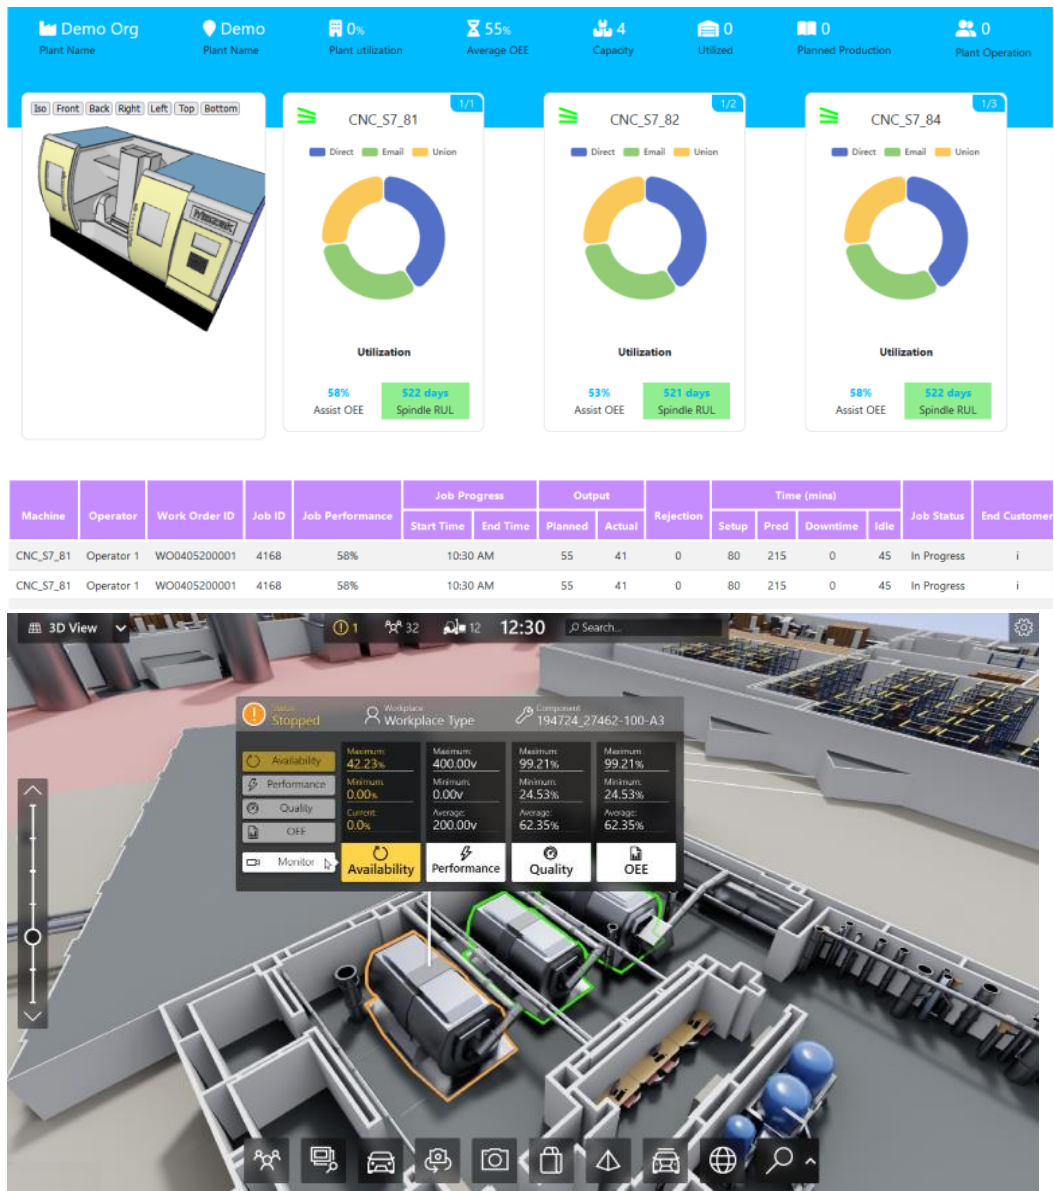 Demo Org
Plant Name
Demo
Plant Name
0%
Plant utilization
55%
Average OEE
4
Capacity
0
Utilized
0
Planned Production
0
Plant Operation
Iso Front Back Right Left Top Bottom
Mazak
1/1
CNC_S7_81
Direct Email Union
Utilization
58%
Assist OEE
522 days
Spindle RUL
1/2
CNC_S7_82
Direct Email Union
Utilization
53%
Assist OEE
521 days
Spindle RUL
1/3
CNC_S7_84
Direct Email Union
Utilization
58%
Assist OEE
522 days
Spindle RUL
Machine Operator Work Order ID Job ID Job Performance Job Progress Output Rejection Time (mins) Job Status End Customer
Start Time End Time Planned Actual Setup Pred Downtime Idle
CNC_S7_81 Operator 1 WO0405200001 4168 58% 10:30 AM 55 41 0 80 215 0 45 In Progress i
CNC_S7_81 Operator 1 WO0405200001 4168 58% 10:30 AM 55 41 0 80 215 0 45 In Progress i
3D View 1 32 12 12:30 Search...
Status
Stopped
Workplace
Workplace Type
Component
194724_27462-100-A3
Availability
Performance
Quality
OEE
Monitor
Maximum:
42.23%
Minimum:
0.00%
Current:
0.0%
Availability
Maximum:
400.00v
Minimum:
0.00v
Average:
200.00v
Performance
Maximum:
99.21%
Minimum:
24.53%
Average:
62.35%
Quality
Maximum:
99.21%
Minimum:
24.53%
Average:
62.35%
OEE